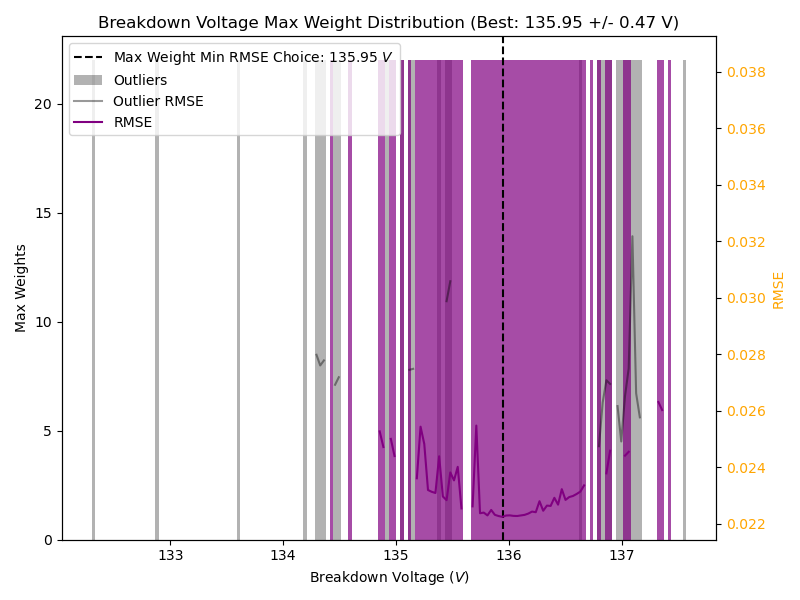 Breakdown Voltage Max Weight Distribution (Best: 135.95 +/- 0.47 V)
Max Weight Min RMSE Choice: 135.95 V
Outliers
Outlier RMSE
RMSE
20
15
10
5
0
Max Weights
133
134
135
136
137
Breakdown Voltage (V)
0.038
0.036
0.034
0.032
0.030
0.028
0.026
0.024
0.022
RMSE